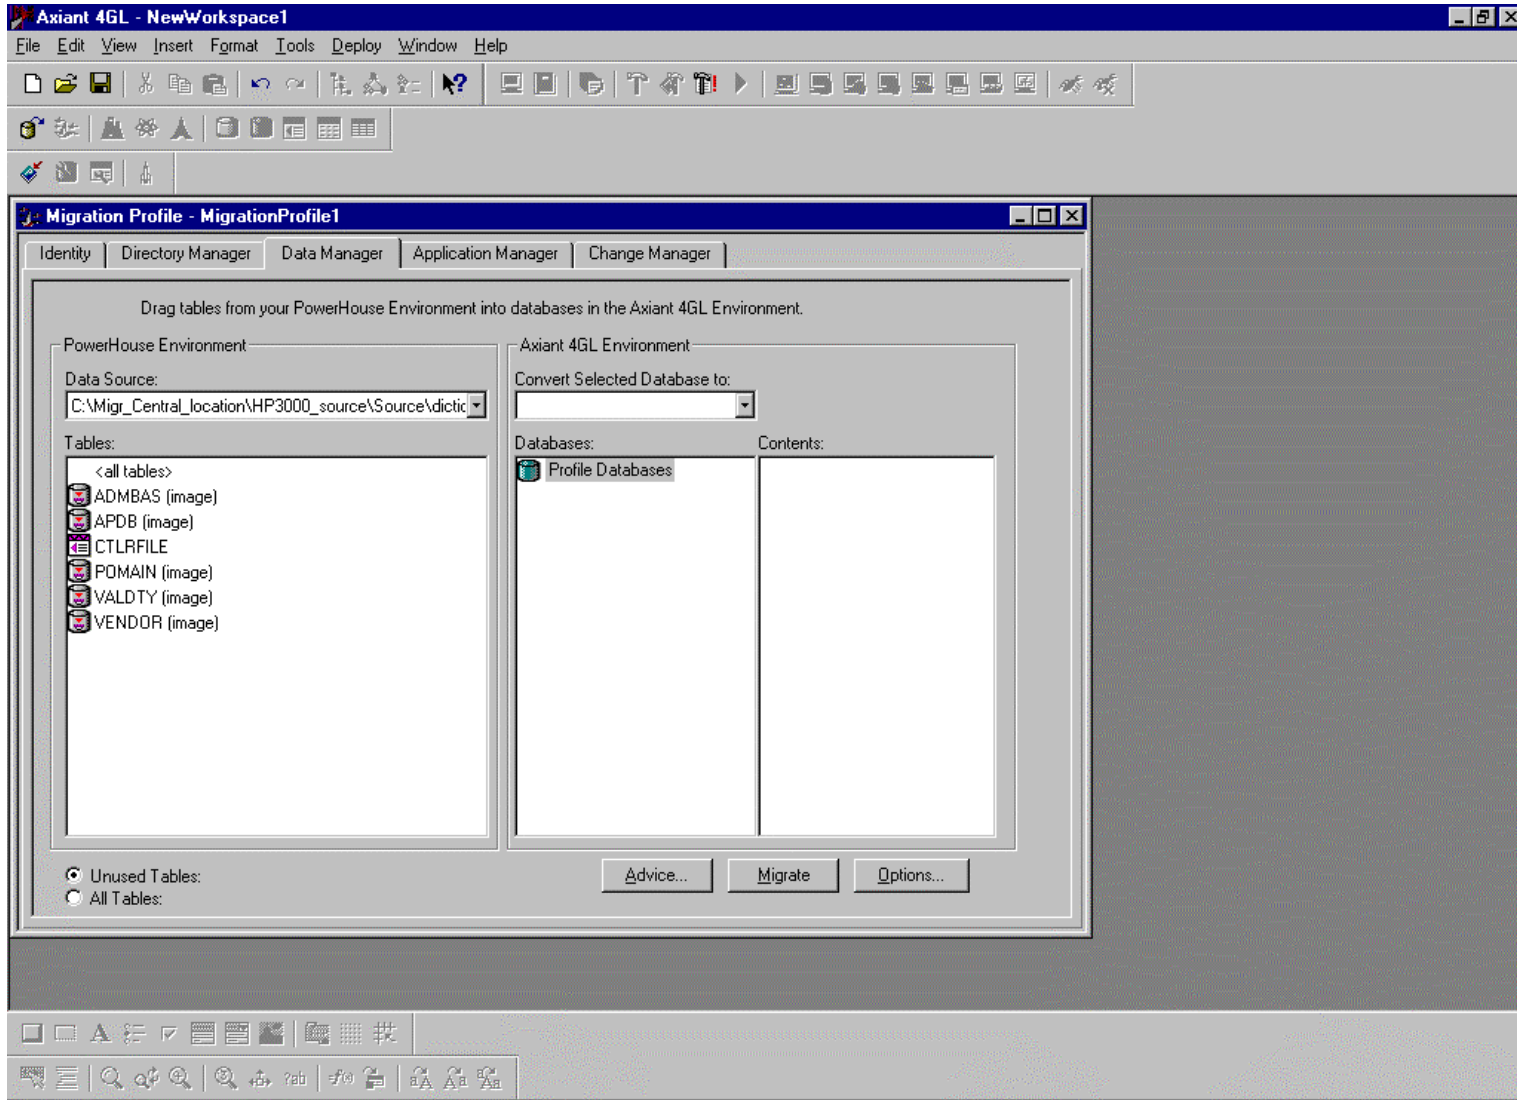 Axiant 4GL - NewWorkspace1
File Edit View Insert Format Tools Deploy Window Help
Migration Profile - MigrationProfile1
Identity Directory Manager Data Manager Application Manager Change Manager
Drag tables from your PowerHouse Environment into databases in the Axiant 4GL Environment.
PowerHouse Environment
Data Source:
C:\Migr_Central_location\HP3000_source\Source\dictic
Tables:
<all tables>
ADMBAS (image)
APDB (image)
CTLRFILE
POMAIN (image)
VALDTY (image)
VENDOR (image)
Axiant 4GL Environment
Convert Selected Database to:
Databases: Contents:
Profile Databases
Unused Tables:
All Tables:
Advice... Migrate Options...